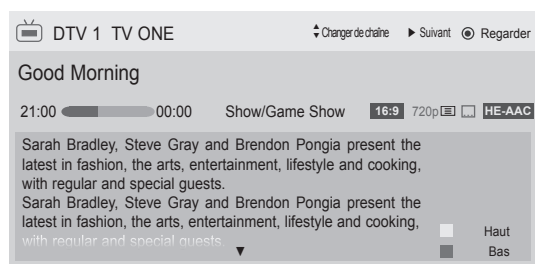 DTV 1 TV ONE Changer de chaîne Suivant Regarder
Good Morning
21:00 00:00 Show/Game Show 16:9 720p HE-AAC
Sarah Bradley, Steve Gray and Brendon Pongia present the
latest in fashion, the arts, entertainment, lifestyle and cooking,
with regular and special guests.
Sarah Bradley, Steve Gray and Brendon Pongia present the
latest in fashion, the arts, entertainment, lifestyle and cooking,
with regular and special guests.
Haut
Bas